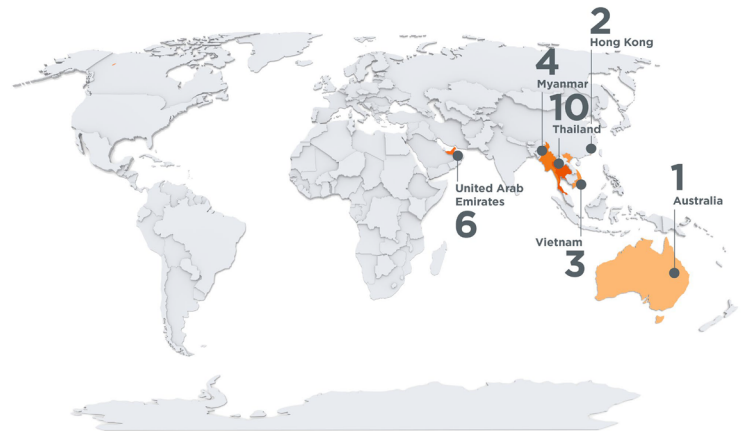 2
Hong Kong
4
Myanmar
10
Thailand
United Arab
Emirates
6
1
Australia
Vietnam
3